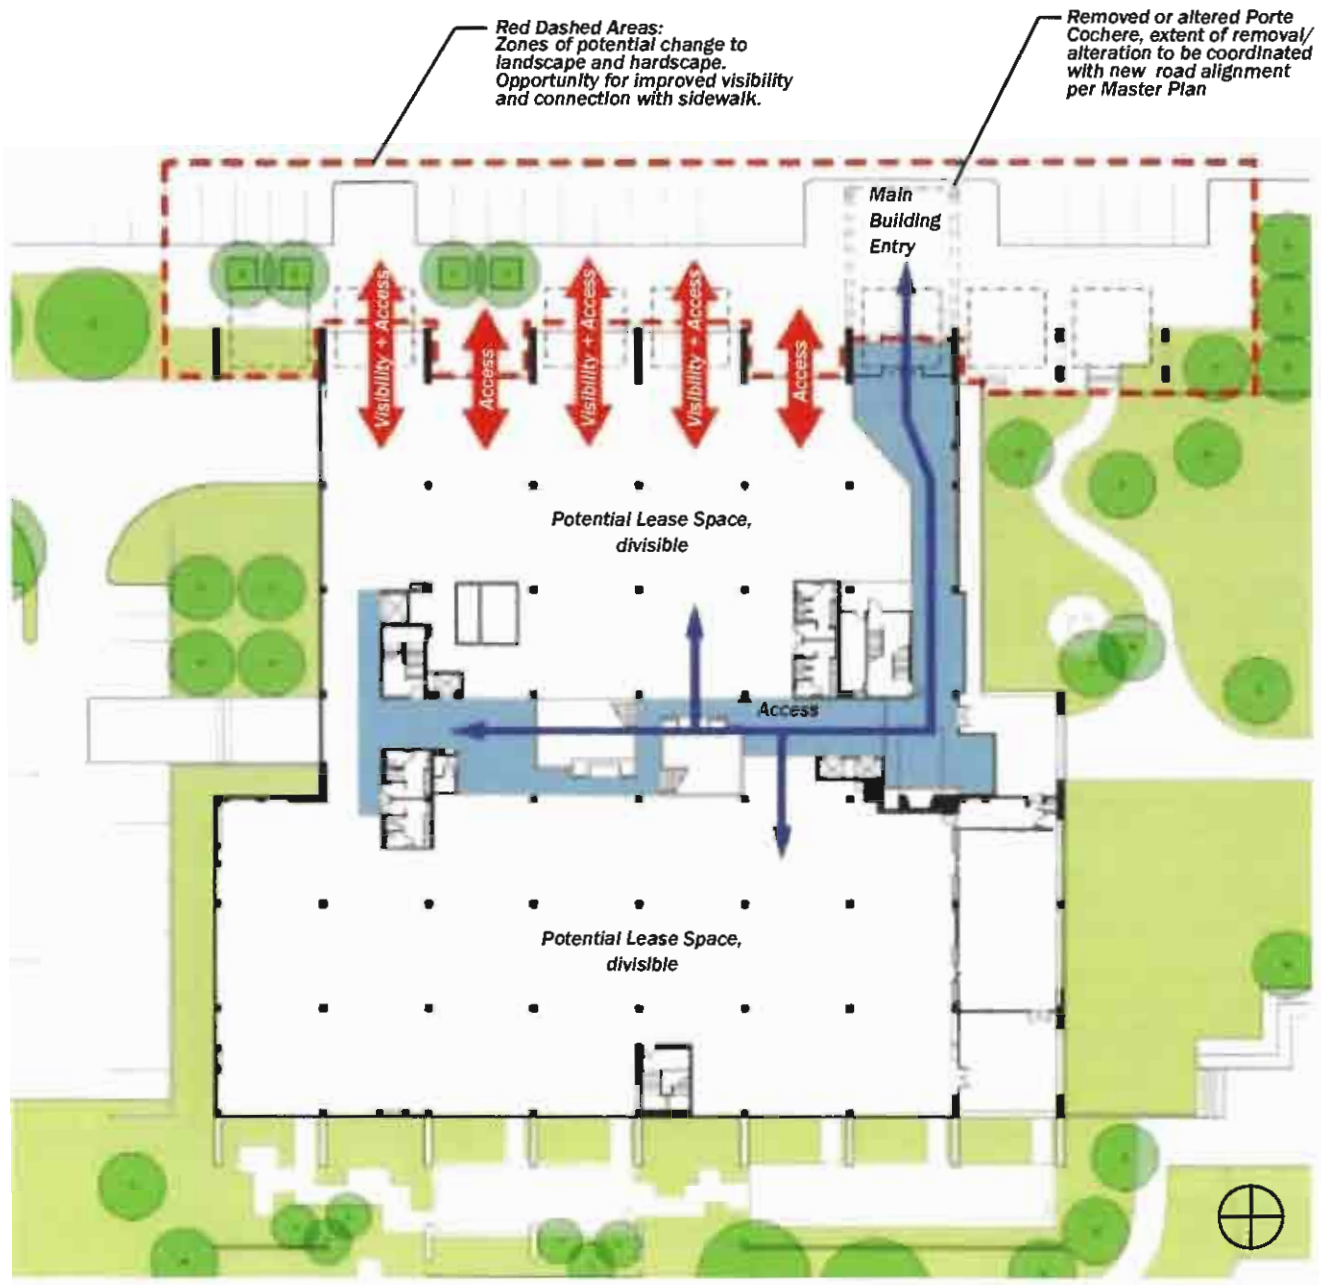 Red Dashed Areas:
Zones of potential change to
landscape and hardscape.
Opportunity for improved visibility
and connection with sidewalk.
Removed or altered Porte
Cochere, extent of removal/
alteration to be coordinated
with new road alignment
per Master Plan
Main
Building
Entry
Visibility + Access
Access
Visibility + Access
Visibility + Access
Access
Potential Lease Space,
divisible
Access
Potential Lease Space,
divisible